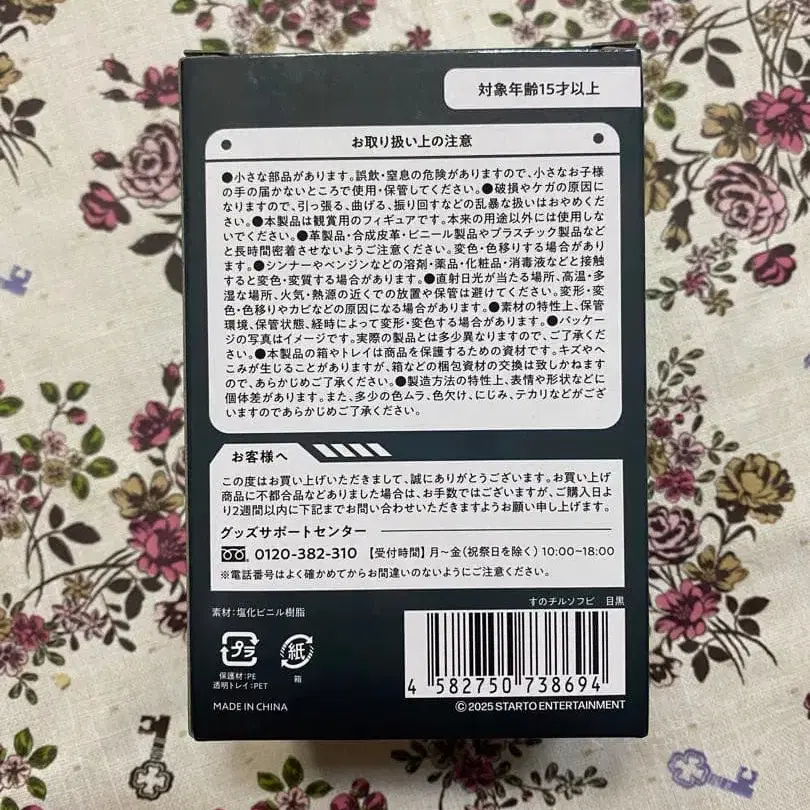 対象年齢15才以上
お取り扱い上の注意
●小さな部品があります。誤飲・窒息の危険がありますので、小さなお子様
の手の届かないところで使用・保管してください。●破損やケガの原因に
なりますので、引っ張る、曲げる、振り回すなどの乱暴な扱いはおやめくだ
さい。●本製品は観賞用のフィギュアです。本来の用途以外には使用しな
いでください。●革製品・合成皮革・ビニール製品やプラスチック製品など
と長時間密着させないようご注意ください。変色・色移りする場合があり
ます。●シンナーやベンジンなどの溶剤・薬品・化粧品・消毒液などと接触
すると変色・変質する場合があります。●直射日光が当たる場所、高温・多
湿な場所、火気・熱源の近くでの放置や保管は避けてください。変形・変
色・色移りやカビなどの原因になる場合があります。●素材の特性上、保管
環境、保管状態、経時によって変形・変色する場合があります。●パッケー
ジの写真はイメージです。実際の製品とは多少異なりますので、ご了承くだ
さい。●本製品の箱やトレイは商品を保護するための資材です。キズやへ
こみが生じることがありますが、箱などの梱包資材の交換は致しかねます
ので、あらかじめご了承ください。●製造方法の特性上、表情や形状などに
個体差があります。また、多少の色ムラ、色欠け、にじみ、テカリなどがござ
いますのであらかじめご了承ください。
お客様へ
この度はお買い上げいただきまして、誠にありがとうございます。お買い上げ
商品に不都合品などありました場合は、お手数ではございますが、ご購入日よ
り2週間以内に下記までお問い合わせいただきますようお願い申し上げます。
グッズサポートセンター
0120-382-310 【受付時間】月～金(祝祭日を除く)10:00~18:00
※電話番号はよく確かめてからお間違いのないようにご注意ください。
素材:塩化ビニル樹脂
すのチルソフビ 目黒
プラ
紙
保護材:PE
透明トレイ:PET
箱
4 582750 738694
MADE IN CHINA
©2025 STARTO ENTERTAINMENT